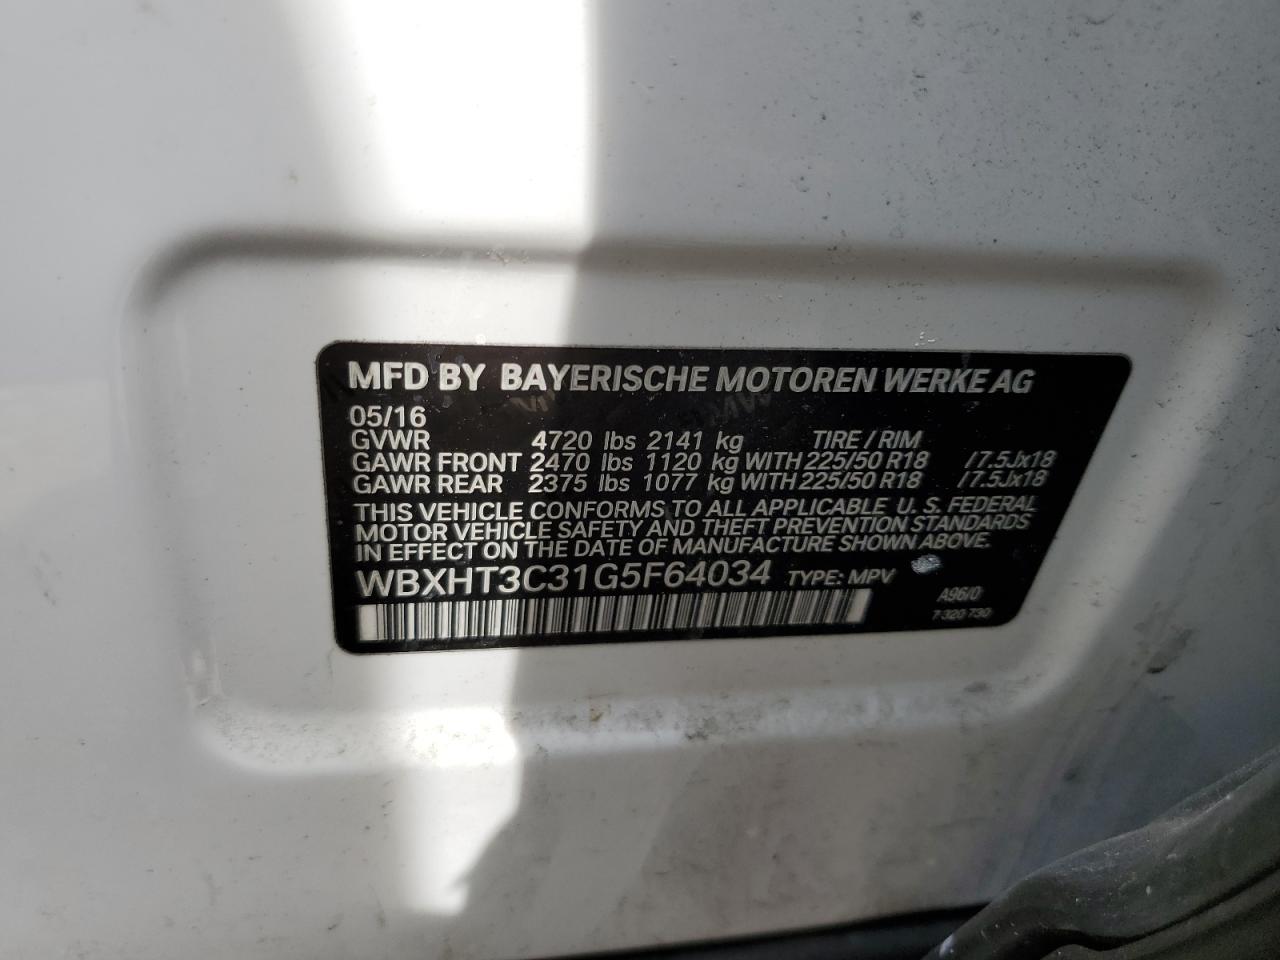 MFD BY BAYERISCHE MOTOREN WERKE AG
05/16
GVWR 4720 lbs 2141 kg TIRE / RIM
GAWR FRONT 2470 lbs 1120 kg WITH 225/50 R18 /7.5Jx18
GAWR REAR 2375 lbs 1077 kg WITH 225/50 R18 /7.5Jx18
THIS VEHICLE CONFORMS TO ALL APPLICABLE U. S. FEDERAL
MOTOR VEHICLE SAFETY AND THEFT PREVENTION STANDARDS
IN EFFECT ON THE DATE OF MANUFACTURE SHOWN ABOVE.
WBXHT3C31G5F64034 TYPE: MPV
A96/0
7 320 730